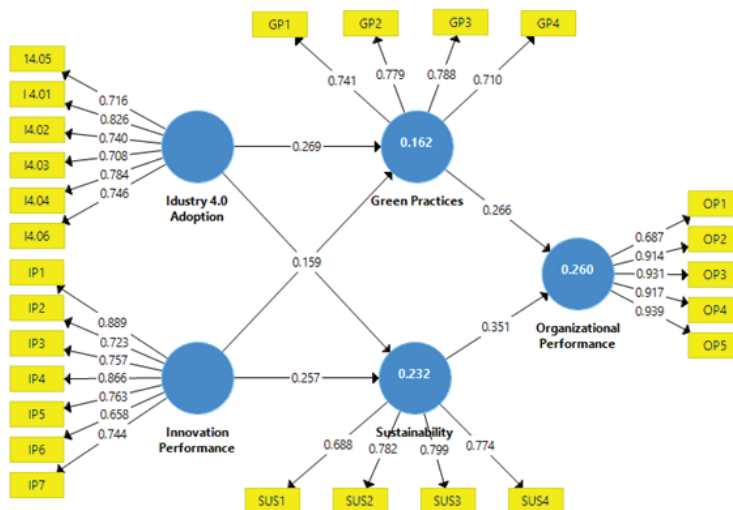 GP1
GP2
GP3
GP4
0.741
0.779
0.788
0.710
14.05
I 4.01
I4.02
I4.03
I4.04
I4.06
0.716
0.826
0.740
0.708
0.784
0.746
Idustry 4.0
Adoption
0.269
0.162
Green Practices
0.266
0.159
IP1
IP2
IP3
IP4
IP5
IP6
IP7
0.889
0.723
0.757
0.866
0.763
0.658
0.744
Innovation
Performance
0.257
0.232
Sustainability
0.351
0.260
Organizational
Performance
0.687
0.914
0.931
0.917
0.939
OP1
OP2
OP3
OP4
OP5
0.688
0.782
0.799
0.774
SUS1
SUS2
SUS3
SUS4